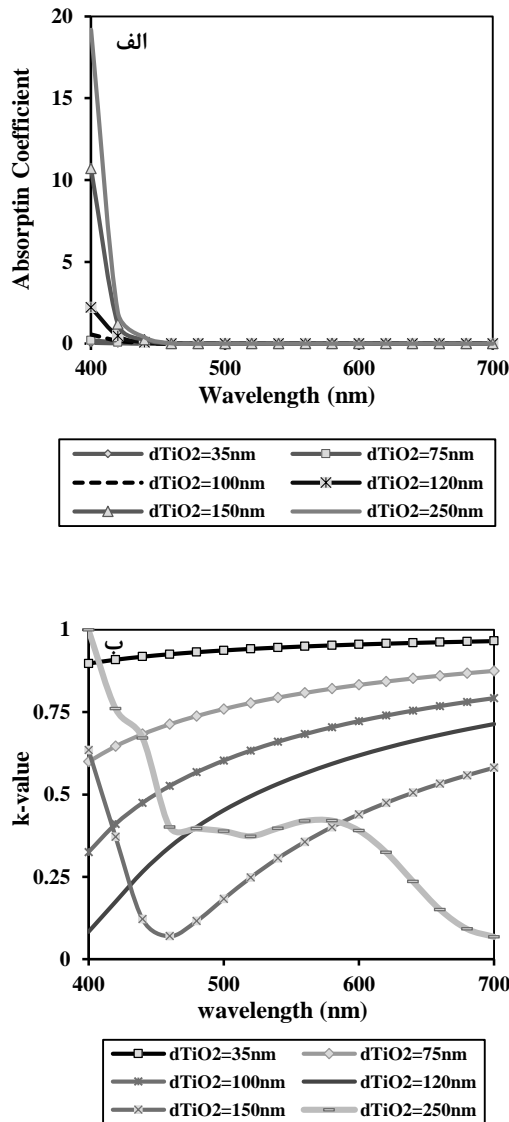 الف
20
15
10
5
0
Absorptin Coefficient
400 500 600 700
Wavelength (nm)
dTiO2=35nm dTiO2=75nm
dTiO2=100nm dTiO2=120nm
dTiO2=150nm dTiO2=250nm
ب
1
0.75
0.5
0.25
0
k-value
400 500 600 700
wavelength (nm)
dTiO2=35nm dTiO2=75nm
dTiO2=100nm dTiO2=120nm
dTiO2=150nm dTiO2=250nm